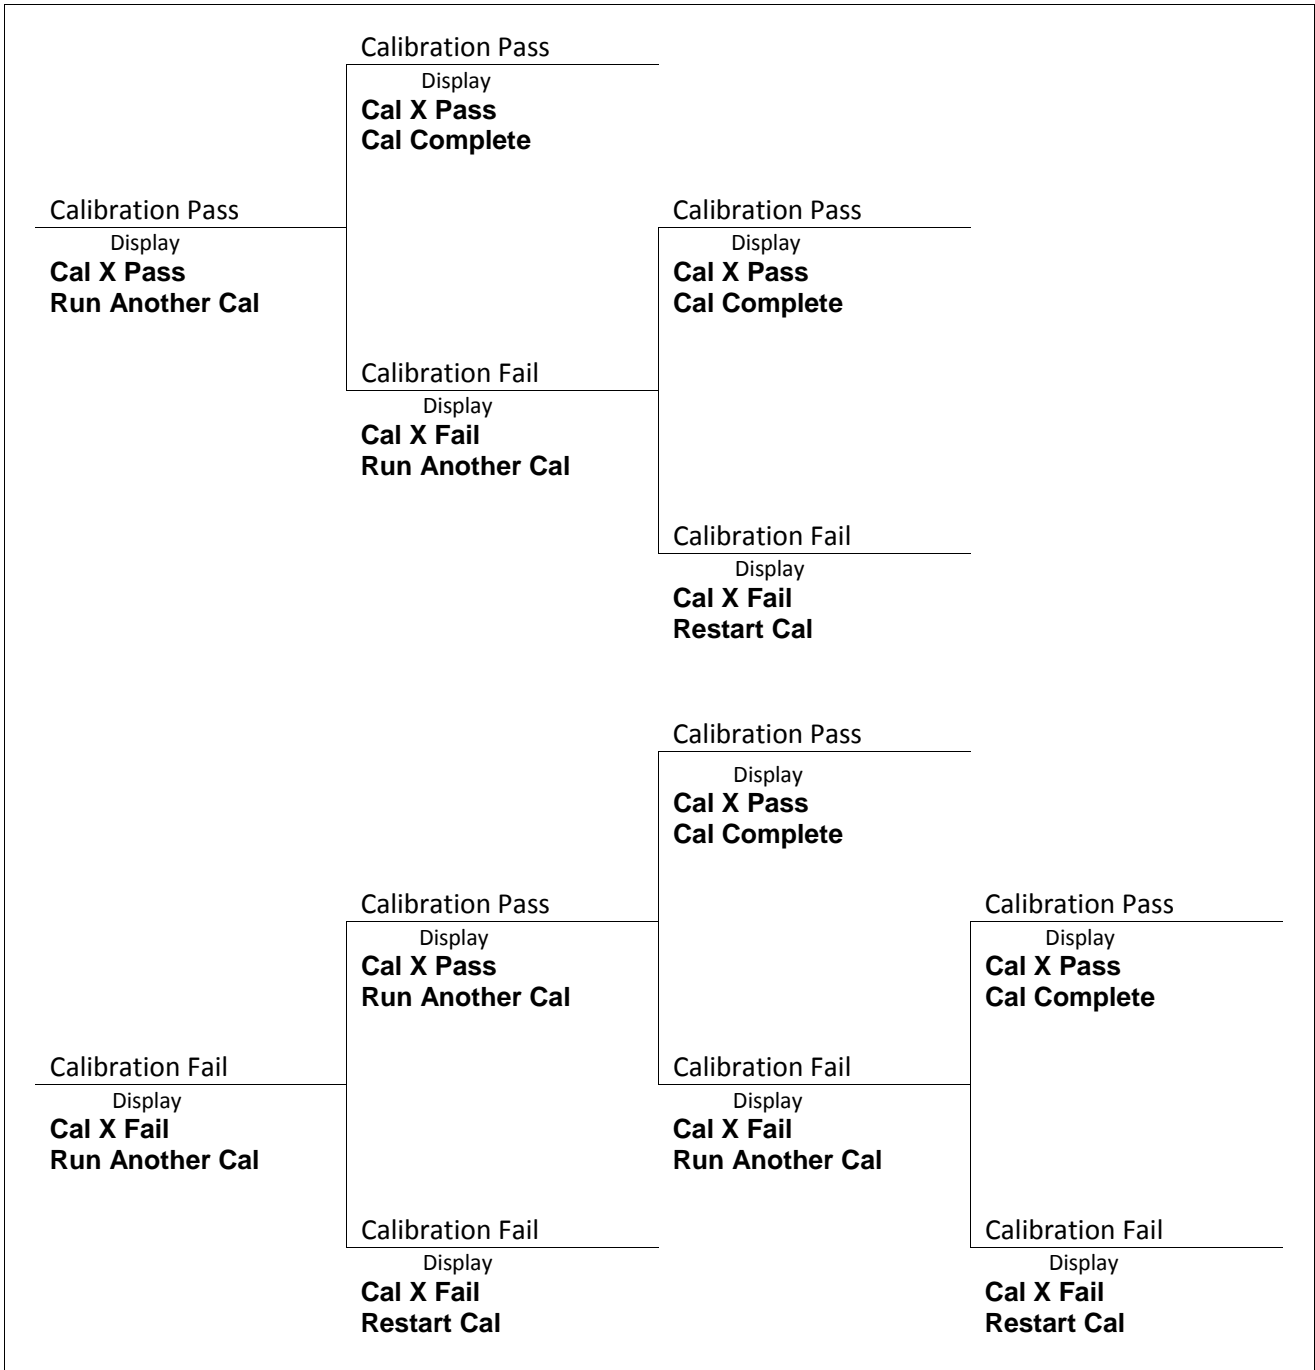 Calibration Pass
Display
Cal X Pass
Cal Complete
Calibration Pass
Display
Cal X Pass
Run Another Cal
Calibration Pass
Display
Cal X Pass
Cal Complete
Calibration Fail
Display
Cal X Fail
Run Another Cal
Calibration Fail
Display
Cal X Fail
Restart Cal
Calibration Pass
Display
Cal X Pass
Cal Complete
Calibration Pass
Display
Cal X Pass
Run Another Cal
Calibration Pass
Display
Cal X Pass
Cal Complete
Calibration Fail
Display
Cal X Fail
Run Another Cal
Calibration Fail
Display
Cal X Fail
Run Another Cal
Calibration Fail
Display
Cal X Fail
Restart Cal
Calibration Fail
Display
Cal X Fail
Restart Cal